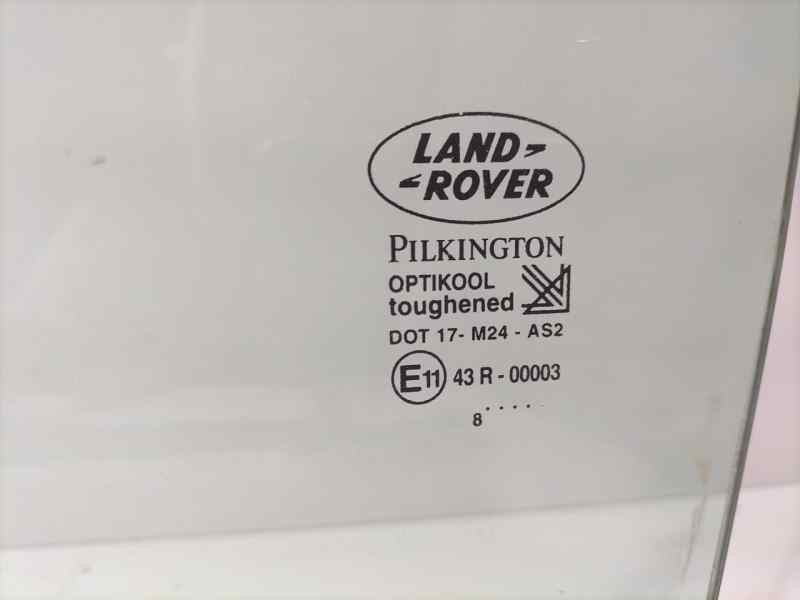 LAND
ROVER
PILKINGTON
OPTIKOOL
toughened
DOT 17- M24 - AS2
E11 43 R - 00003
. . . .
8